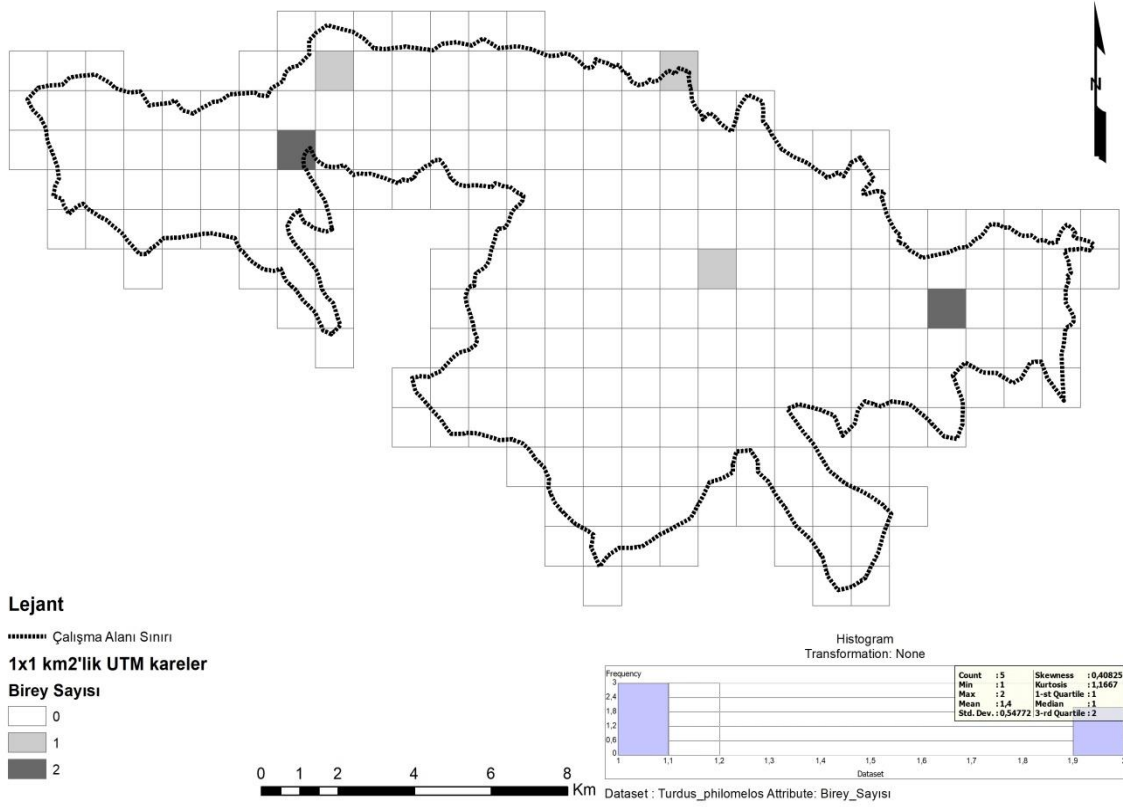 N
Lejant
Çalışma Alanı Sınırı
1x1 km2'lik UTM kareler
Birey Sayısı
0
1
2
0 1 2 4 6 8
Km
Histogram
Transformation: None
Frequency
3
2,4
1,8
1,2
0,6
0
1 1,1 1,2 1,3 1,4 1,5 1,6 1,7 1,8 1,9
Dataset
Count : 5 Skewness : 0,40825
Min : 1 Kurtosis : 1,1667
Max : 2 1-st Quartile : 1
Mean : 1,4 Median : 1
Std. Dev. : 0,54772 3-rd Quartile : 2
Dataset : Turdus_philomelos Attribute: Birey_Sayısı